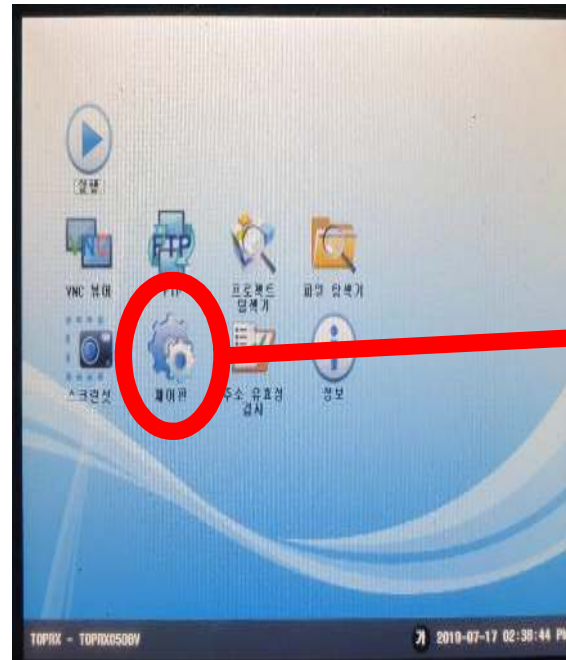 실행
VNC 뷰어
FTP
프로젝트
탐색기
파일 탐색기
스크린샷
제어판
주소 유효성
검사
정보
TOPRX - TOPRX0508V
가 2019-07-17 02:38:44 PM